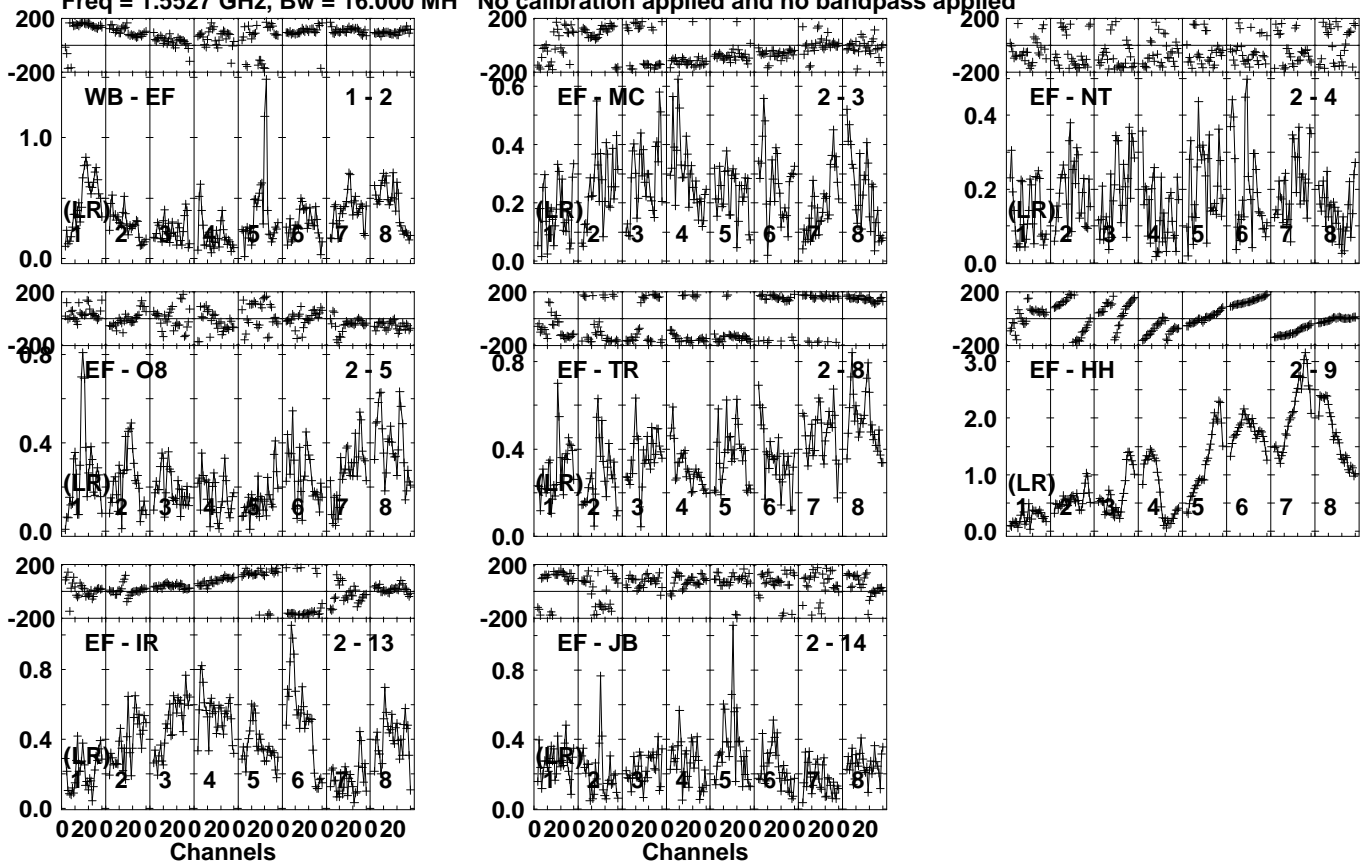 Freq = 1.5527 GHz, Bw = 16.000 MH No calibration applied and no bandpass applied
200
-200
WB - EF 1 - 2
1.0
(LR)
1 2 3 4 5 6 7 8
0.0
200
-200
0.6
EF - MC 2 - 3
0.4
0.2
(LR)
1 2 3 4 5 6 7 8
0.0
200
-200
EF - NT 2 - 4
0.4
0.2
(LR)
1 2 3 4 5 6 7 8
0.0
200
-200
0.8
EF - O8 2 - 5
0.4
(LR)
1 2 3 4 5 6 7 8
0.0
200
-200
0.8
EF - TR 2 - 8
0.4
(LR)
1 2 3 4 5 6 7 8
0.0
200
-200
3.0
EF - HH 2 - 9
2.0
1.0
(LR)
1 2 3 4 5 6 7 8
0.0
200
-200
EF - IR 2 - 13
0.8
0.4
(LR)
1 2 3 4 5 6 7 8
0.0
0 20 0 20 0 20 0 20 0 20 0 20 0 20 0 20
Channels
200
-200
EF - JB 2 - 14
0.8
0.4
(LR)
1 2 3 4 5 6 7 8
0.0
0 20 0 20 0 20 0 20 0 20 0 20 0 20 0 20
Channels